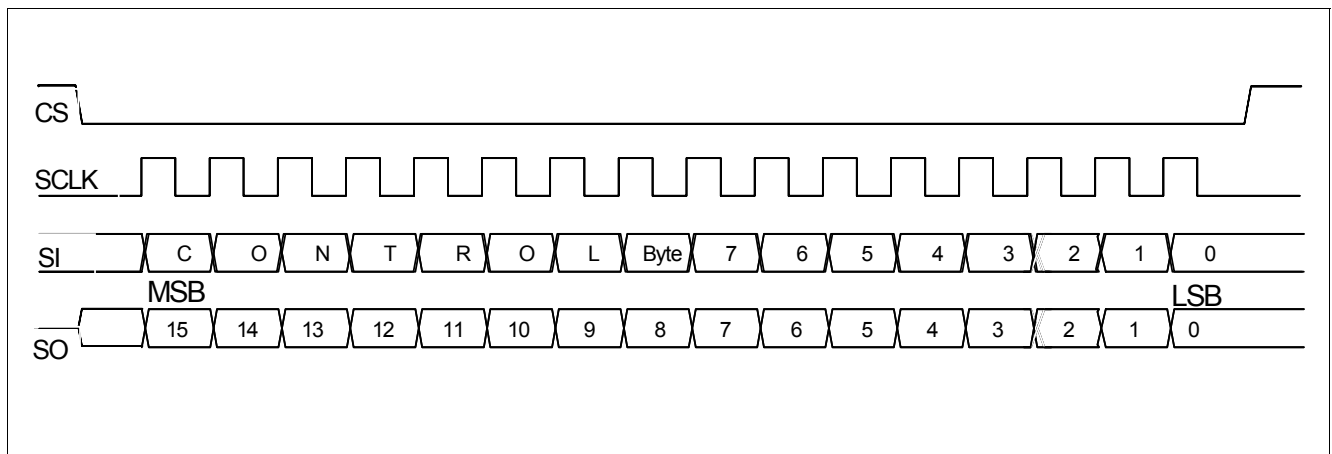 CS
SCLK
SI C O N T R O L Byte 7 6 5 4 3 2 1 0
MSB LSB
SO 15 14 13 12 11 10 9 8 7 6 5 4 3 2 1 0